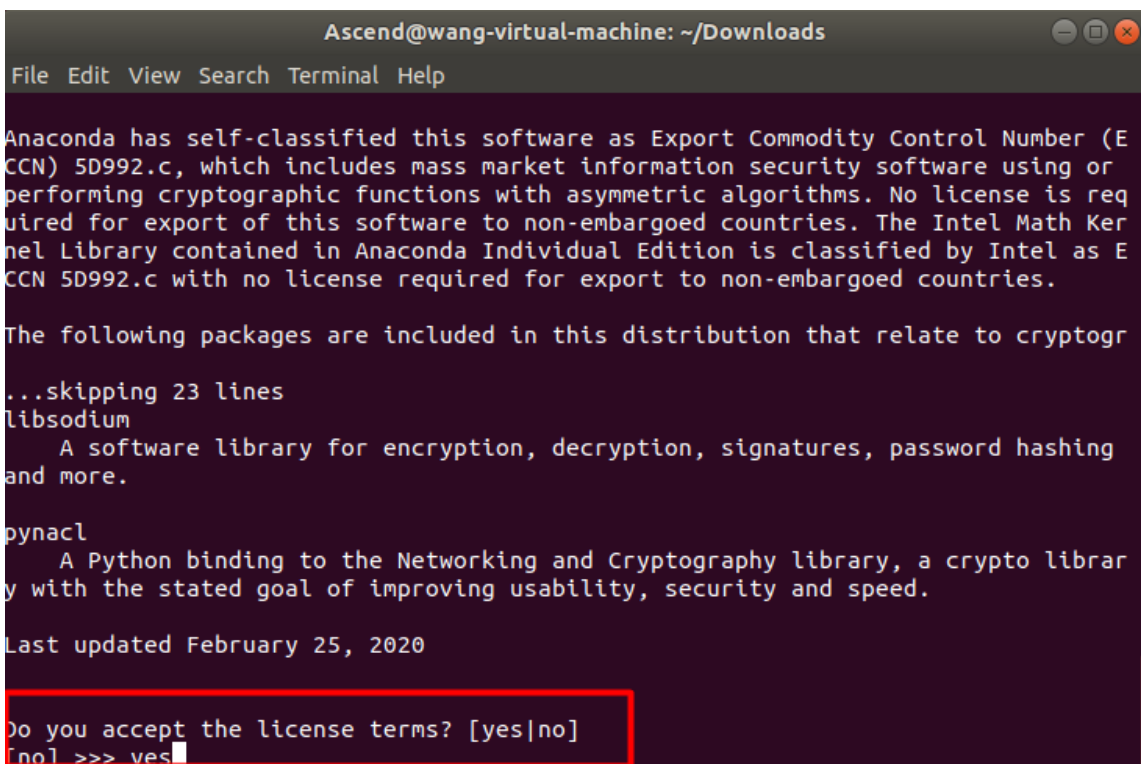 Ascend@wang-virtual-machine: ~/Downloads
File Edit View Search Terminal Help
Anaconda has self-classified this software as Export Commodity Control Number (E
CCN) 5D992.c, which includes mass market information security software using or
performing cryptographic functions with asymmetric algorithms. No license is req
uired for export of this software to non-embargoed countries. The Intel Math Ker
nel Library contained in Anaconda Individual Edition is classified by Intel as E
CCN 5D992.c with no license required for export to non-embargoed countries.
The following packages are included in this distribution that relate to cryptogr
...skipping 23 lines
libsodium
A software library for encryption, decryption, signatures, password hashing
and more.
pynacl
A Python binding to the Networking and Cryptography library, a crypto librar
y with the stated goal of improving usability, security and speed.
Last updated February 25, 2020
Do you accept the license terms? [yes|no]
[no] >>> yes